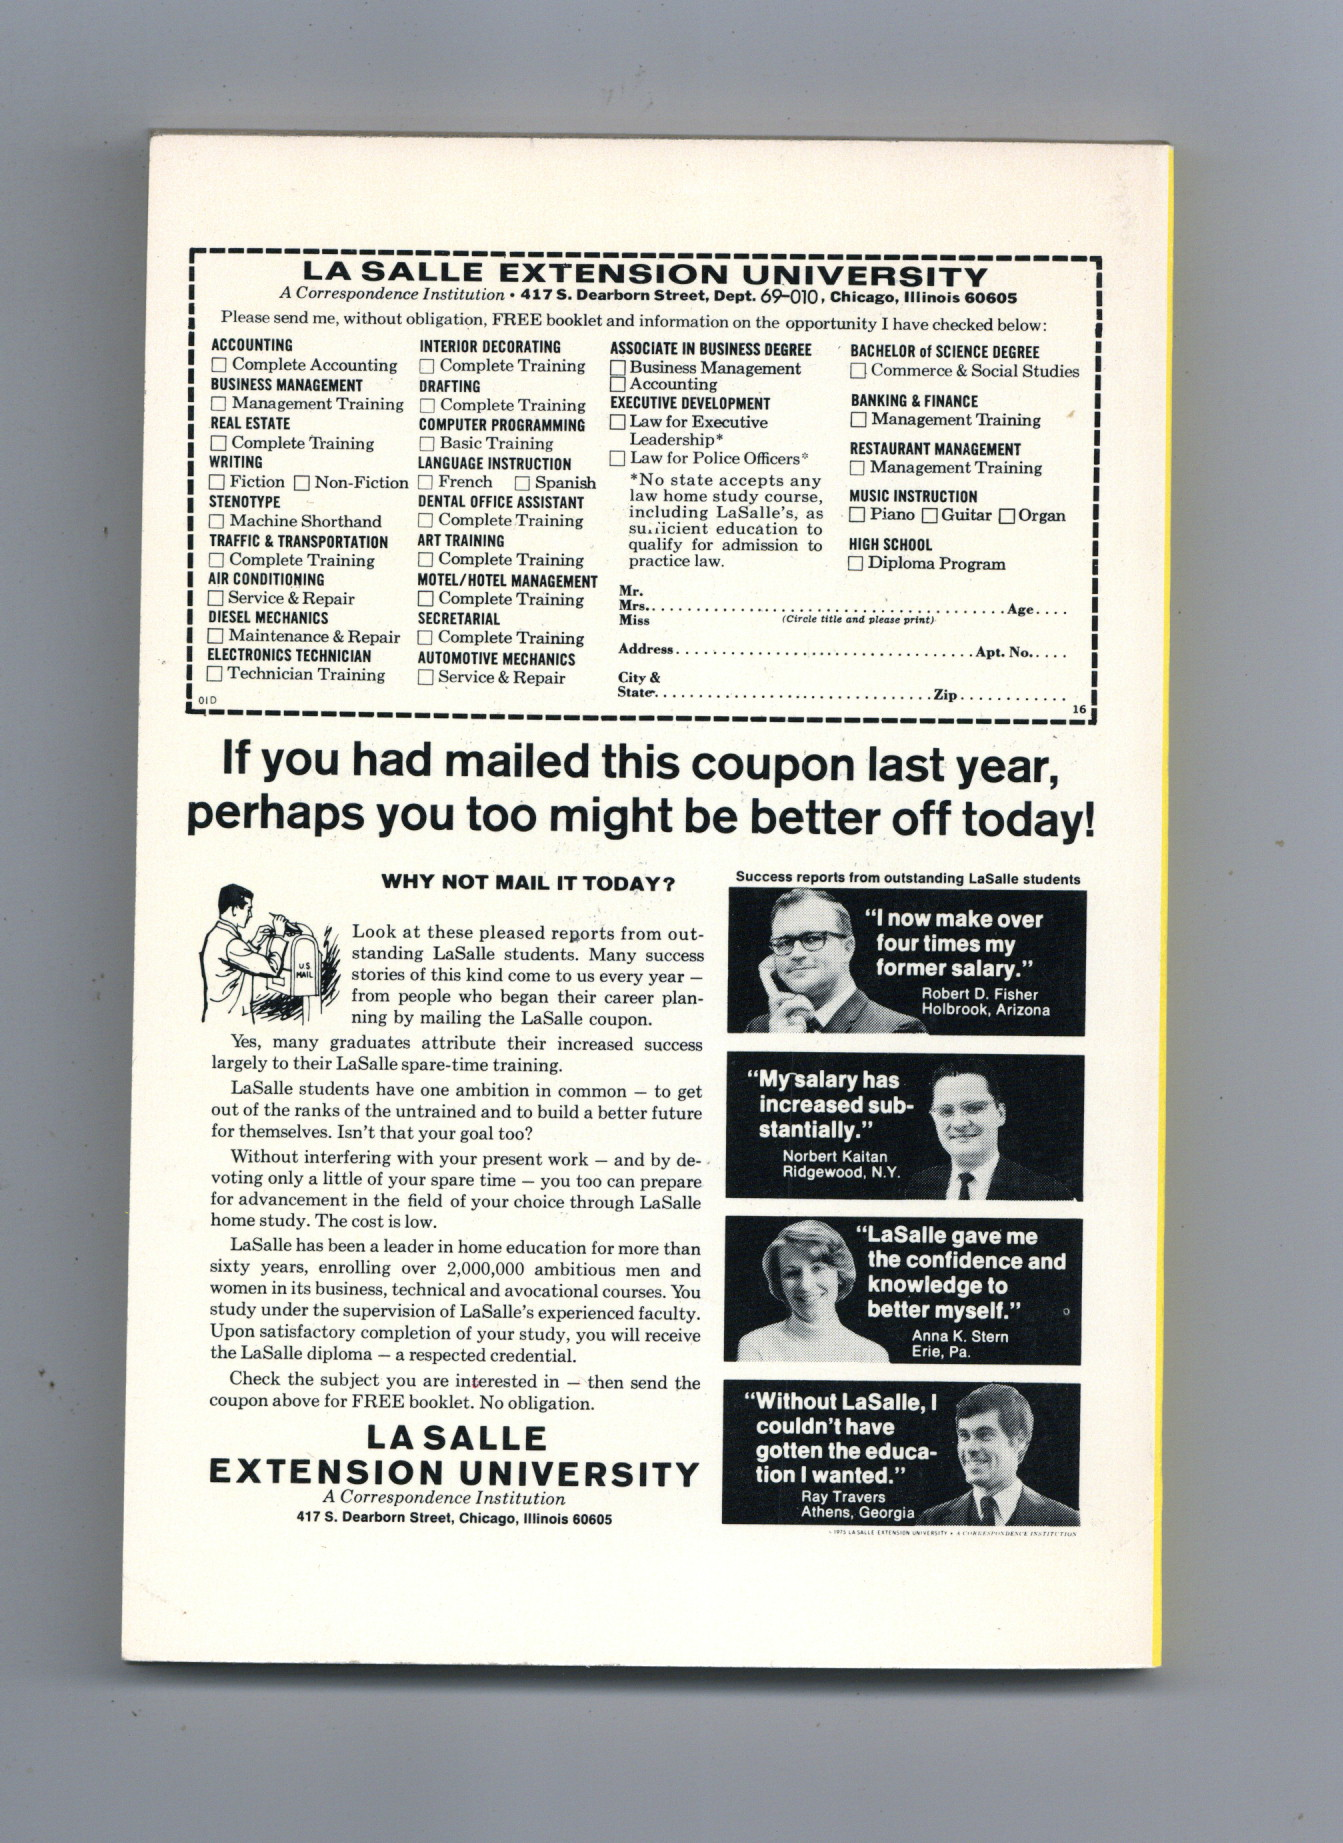 LA SALLE EXTENSION UNIVERSITY
A Correspondence Institution • 417 S. Dearborn Street, Dept. 69-010, Chicago, Illinois 60605
Please send me, without obligation, FREE booklet and information on the opportunity I have checked below:
ACCOUNTING
☐ Complete Accounting
BUSINESS MANAGEMENT
☐ Management Training
REAL ESTATE
☐ Complete Training
WRITING
☐ Fiction ☐ Non-Fiction
STENOTYPE
☐ Machine Shorthand
TRAFFIC & TRANSPORTATION
☐ Complete Training
AIR CONDITIONING
☐ Service & Repair
DIESEL MECHANICS
☐ Maintenance & Repair
ELECTRONICS TECHNICIAN
☐ Technician Training
01D
INTERIOR DECORATING
☐ Complete Training
DRAFTING
☐ Complete Training
COMPUTER PROGRAMMING
☐ Basic Training
LANGUAGE INSTRUCTION
☐ French ☐ Spanish
DENTAL OFFICE ASSISTANT
☐ Complete Training
ART TRAINING
☐ Complete Training
MOTEL/HOTEL MANAGEMENT
☐ Complete Training
SECRETARIAL
☐ Complete Training
AUTOMOTIVE MECHANICS
☐ Service & Repair
ASSOCIATE IN BUSINESS DEGREE
☐ Business Management
☐ Accounting
EXECUTIVE DEVELOPMENT
☐ Law for Executive
Leadership*
☐ Law for Police Officers*
*No state accepts any
law home study course,
including LaSalle's, as
sufficient education to
qualify for admission to
practice law.
BACHELOR of SCIENCE DEGREE
☐ Commerce & Social Studies
BANKING & FINANCE
☐ Management Training
RESTAURANT MANAGEMENT
☐ Management Training
MUSIC INSTRUCTION
☐ Piano ☐ Guitar ☐ Organ
HIGH SCHOOL
☐ Diploma Program
Mr.
Mrs. Age
Miss (Circle title and please print)
Address Apt. No.
City &
State Zip
16
If you had mailed this coupon last year,
perhaps you too might be better off today!
WHY NOT MAIL IT TODAY?
U.S.
MAIL
Look at these pleased reports from out-
standing LaSalle students. Many success
stories of this kind come to us every year —
from people who began their career plan-
ning by mailing the LaSalle coupon.
Yes, many graduates attribute their increased success
largely to their LaSalle spare-time training.
LaSalle students have one ambition in common — to get
out of the ranks of the untrained and to build a better future
for themselves. Isn't that your goal too?
Without interfering with your present work — and by de-
voting only a little of your spare time — you too can prepare
for advancement in the field of your choice through LaSalle
home study. The cost is low.
LaSalle has been a leader in home education for more than
sixty years, enrolling over 2,000,000 ambitious men and
women in its business, technical and avocational courses. You
study under the supervision of LaSalle's experienced faculty.
Upon satisfactory completion of your study, you will receive
the LaSalle diploma — a respected credential.
Check the subject you are interested in — then send the
coupon above for FREE booklet. No obligation.
LA SALLE
EXTENSION UNIVERSITY
A Correspondence Institution
417 S. Dearborn Street, Chicago, Illinois 60605
Success reports from outstanding LaSalle students
"I now make over
four times my
former salary."
Robert D. Fisher
Holbrook, Arizona
"My salary has
increased sub-
stantially."
Norbert Kaitan
Ridgewood, N.Y.
"LaSalle gave me
the confidence and
knowledge to
better myself."
Anna K. Stern
Erie, Pa.
"Without LaSalle, I
couldn't have
gotten the educa-
tion I wanted."
Ray Travers
Athens, Georgia
© 1975 LA SALLE EXTENSION UNIVERSITY • A CORRESPONDENCE INSTITUTION